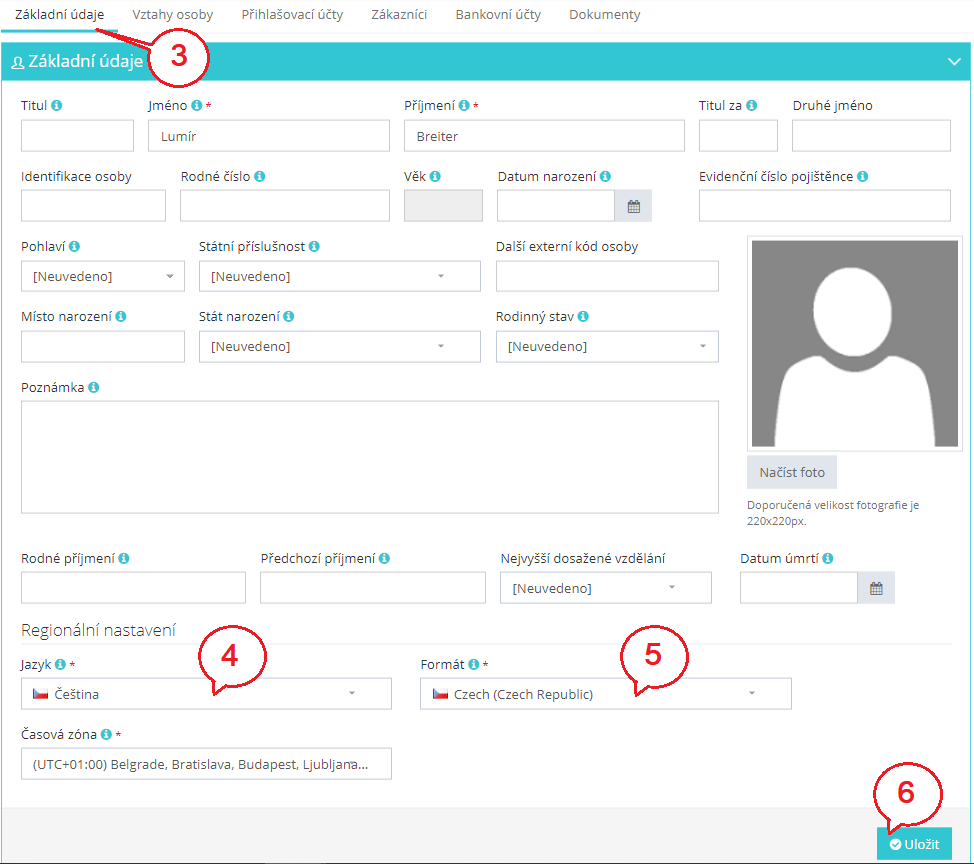 Základní údaje Vztahy osoby Přihlašovací účty Zákazníci Bankovní účty Dokumenty
3
Základní údaje
Titul Jméno * Příjmení * Titul za Druhé jméno
Lumír Breiter
Identifikace osoby Rodné číslo Věk Datum narození Evidenční číslo pojištěnce
Pohlaví Státní příslušnost Další externí kód osoby
[Neuvedeno] [Neuvedeno]
Místo narození Stát narození Rodinný stav
[Neuvedeno] [Neuvedeno]
Poznámka
Načíst foto
Doporučená velikost fotografie je
220x220px.
Rodné příjmení Předchozí příjmení Nejvyšší dosažené vzdělání Datum úmrtí
[Neuvedeno]
Regionální nastavení
4 5
Jazyk * Formát *
Čeština Czech (Czech Republic)
Časová zóna *
(UTC+01:00) Belgrade, Bratislava, Budapest, Ljubljana...
6
Uložit